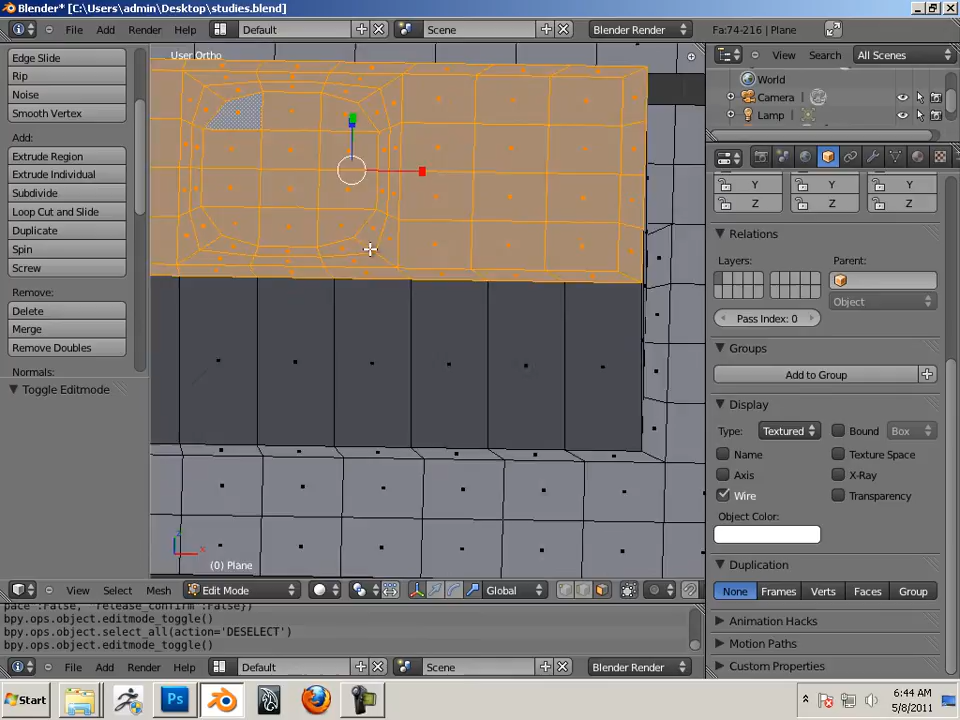 Blender* [C:\Users\admin\Desktop\studies.blend]
File Add Render Help Default Scene Blender Render Fa:74-216 | Plane:
Edge Slide
Rip
Noise
Smooth Vertex
Add:
Extrude Region
Extrude Individual
Subdivide
Loop Cut and Slide
Duplicate
Spin
Screw
Remove:
Delete
Merge
Remove Doubles
Normals:
Toggle Editmode
User Ortho
(0) Plane
View Search All Scenes
World
Camera
Lamp
Y Y Y
Z Z Z
Relations
Layers: Parent:
Object
Pass Index: 0
Groups
Add to Group
Display
Type: Textured Bound Box
Name Texture Space
Axis X-Ray
Wire Transparency
Object Color:
Duplication
None Frames Verts Faces Group
Animation Hacks
Motion Paths
Custom Properties
View Select Mesh Edit Mode Global
pace :False, release_confirm :False})
bpy.ops.object.editmode_toggle()
bpy.ops.object.select_all(action='DESELECT')
bpy.ops.object.editmode_toggle()
File Add Render Help Default Scene Blender Render
Start Ps 6:44 AM
5/8/2011